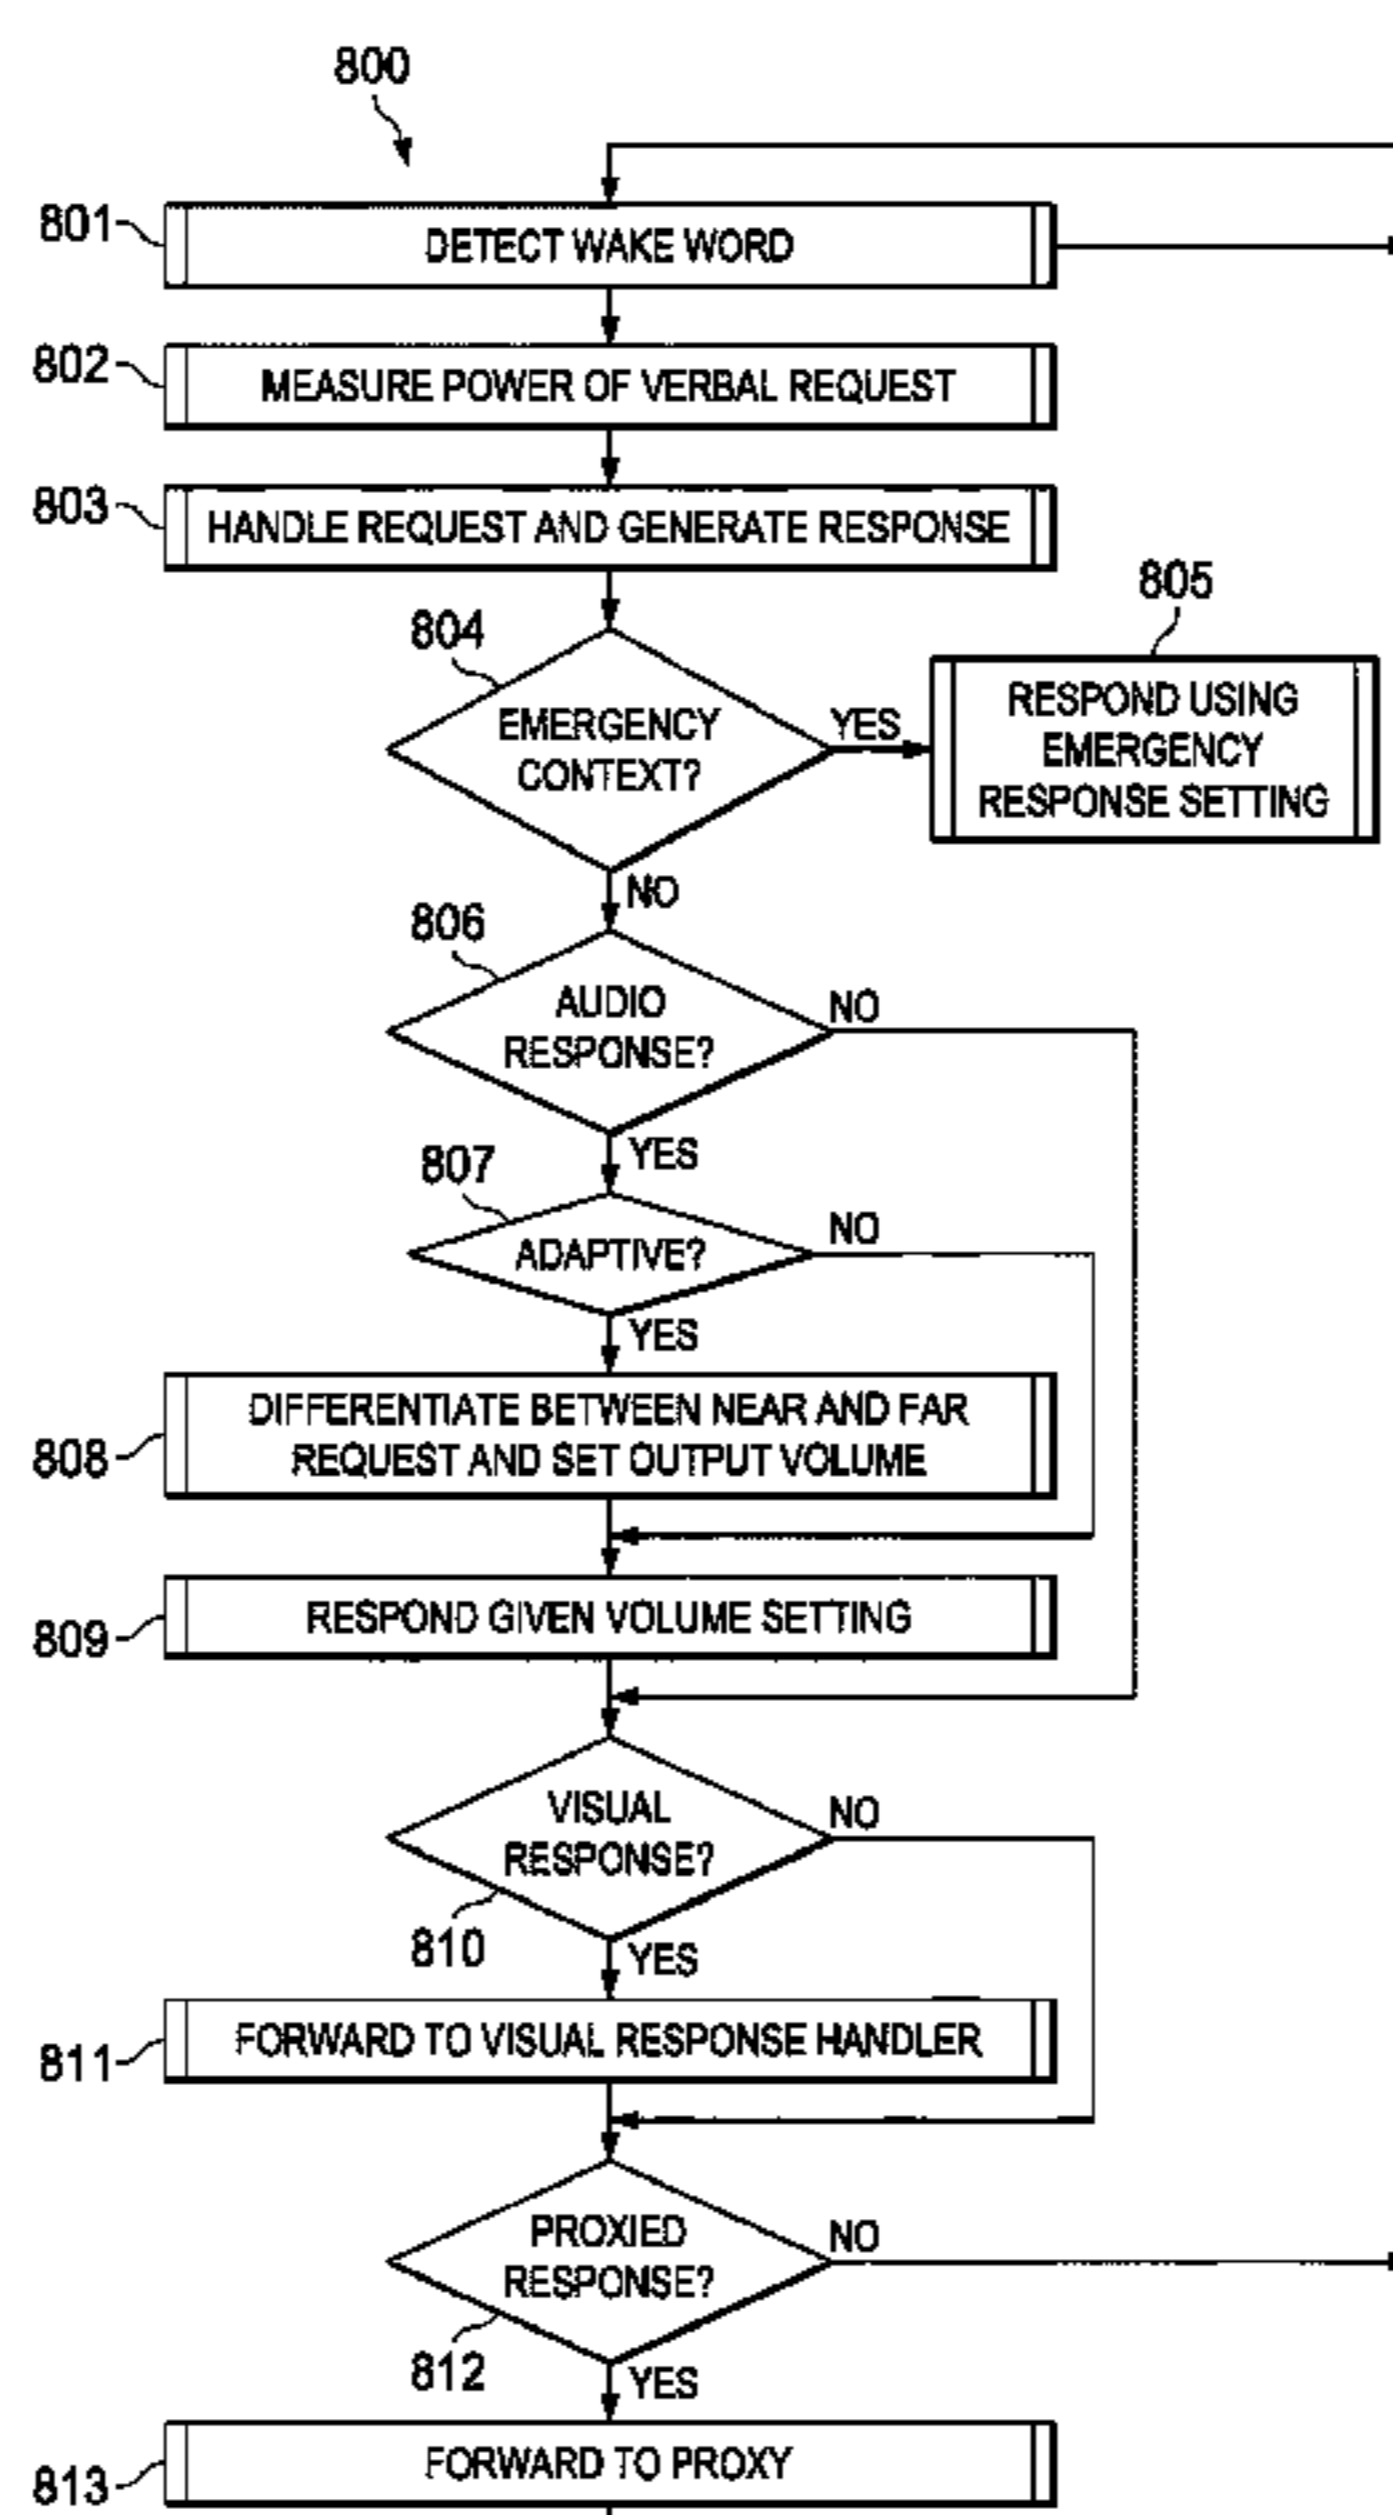 800
801
DETECT WAKE WORD
802
MEASURE POWER OF VERBAL REQUEST
803
HANDLE REQUEST AND GENERATE RESPONSE
804
EMERGENCY
CONTEXT?
YES
805
RESPOND USING
EMERGENCY
RESPONSE SETTING
NO
806
AUDIO
RESPONSE?
NO
YES
807
ADAPTIVE?
NO
YES
808
DIFFERENTIATE BETWEEN NEAR AND FAR
REQUEST AND SET OUTPUT VOLUME
809
RESPOND GIVEN VOLUME SETTING
VISUAL
RESPONSE?
NO
810
YES
811
FORWARD TO VISUAL RESPONSE HANDLER
PROXIED
RESPONSE?
NO
812
YES
813
FORWARD TO PROXY